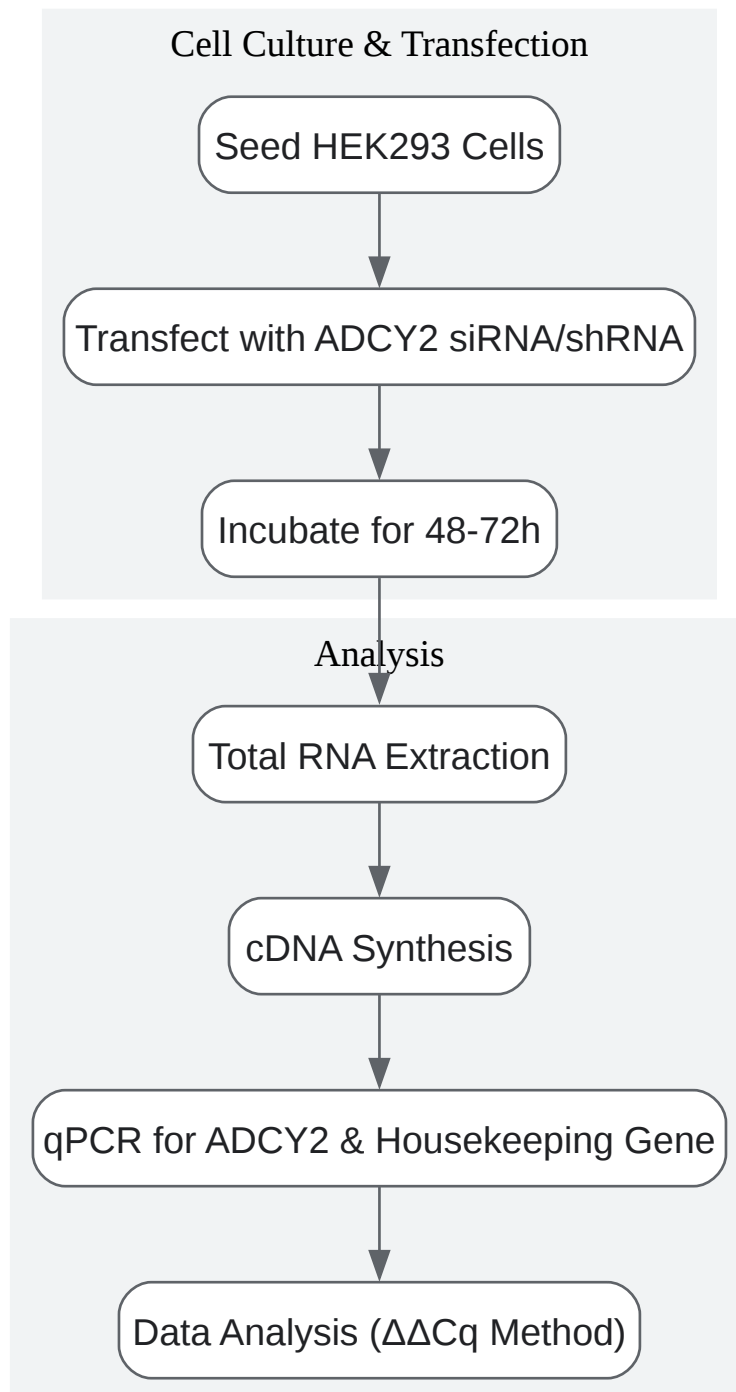 Cell Culture & Transfection
Seed HEK293 Cells
Transfect with ADCY2 siRNA/shRNA
Incubate for 48-72h
Analysis
Total RNA Extraction
cDNA Synthesis
qPCR for ADCY2 & Housekeeping Gene
Data Analysis (ΔΔCq Method)